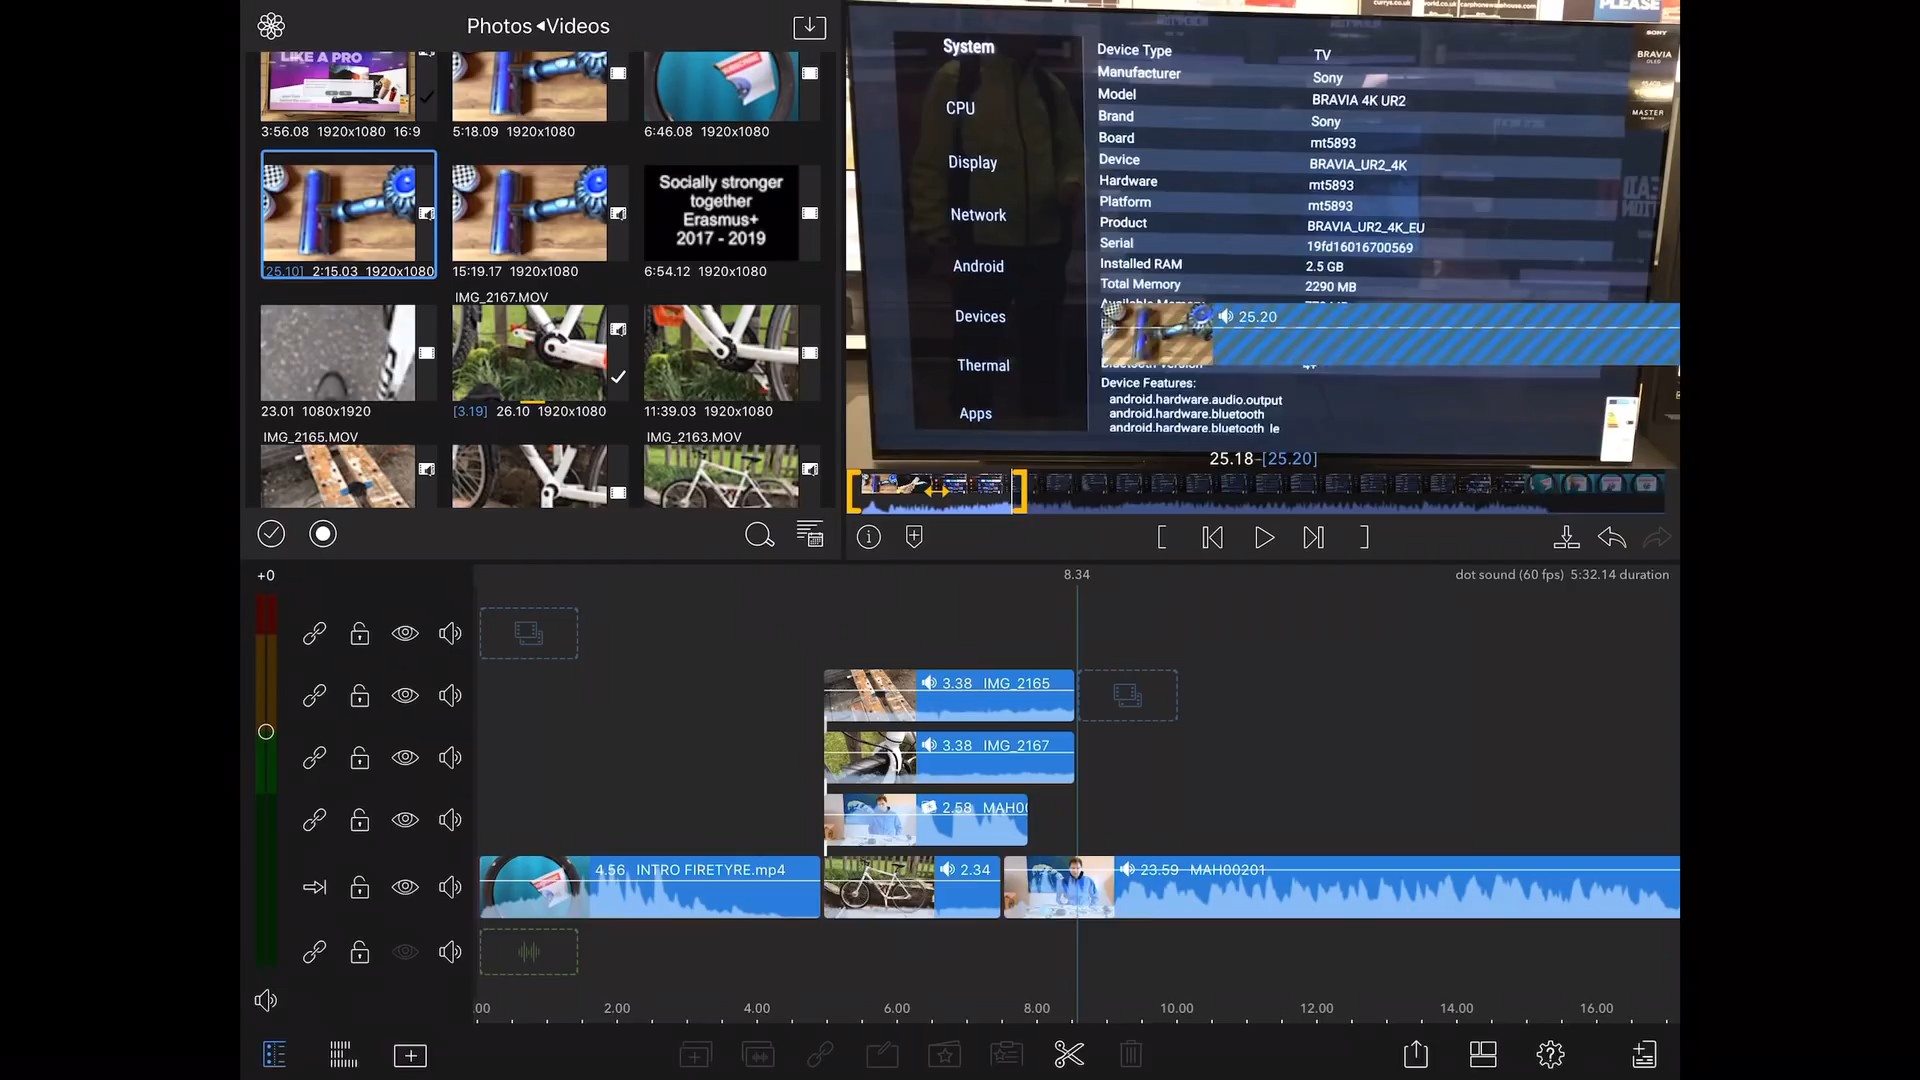 Photos ◂Videos
LIKE A PRO
3:56.08 1920x1080 16:9
5:18.09 1920x1080
6:46.08 1920x1080
Socially stronger
together
Erasmus+
2017 - 2019
[25.10] 2:15.03 1920x1080
15:19.17 1920x1080
6:54.12 1920x1080
IMG_2167.MOV
23.01 1080x1920
[3.19] 26.10 1920x1080
11:39.03 1920x1080
IMG_2165.MOV
IMG_2163.MOV
PLEASE
SONY
BRAVIA
OLED
MASTER
System
CPU
Display
Network
Android
Devices
Thermal
Apps
Device Type TV
Manufacturer Sony
Model BRAVIA 4K UR2
Brand Sony
Board mt5893
Device BRAVIA_UR2_4K
Hardware mt5893
Platform mt5893
Product BRAVIA_UR2_4K_EU
Serial 19fd16016700569
Installed RAM 2.5 GB
Total Memory 2290 MB
25.20
Device Features:
android.hardware.audio.output
android.hardware.bluetooth
android.hardware.bluetooth_le
25.18-[25.20]
+0
8.34
dot sound (60 fps) 5:32.14 duration
3.38 IMG_2165
3.38 IMG_2167
2.58 MAH00
4.56 INTRO FIRETYRE.mp4
2.34
23.59 MAH00201
.00 2.00 4.00 6.00 8.00 10.00 12.00 14.00 16.00